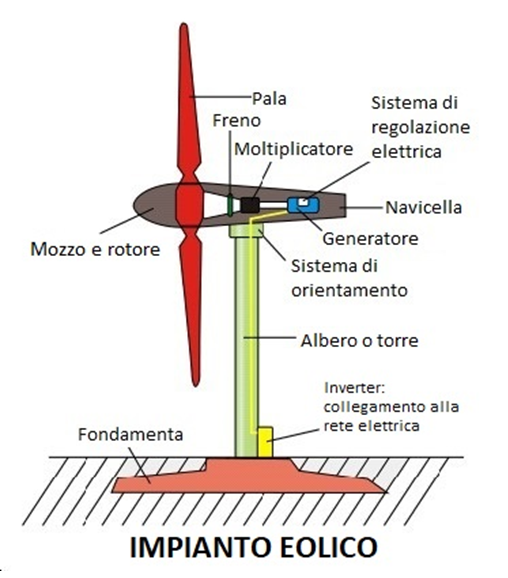 Pala
Freno
Sistema di
regolazione
elettrica
Moltiplicatore
Navicella
Mozzo e rotore
Generatore
Sistema di
orientamento
Albero o torre
Inverter:
collegamento alla
rete elettrica
Fondamenta
IMPIANTO EOLICO